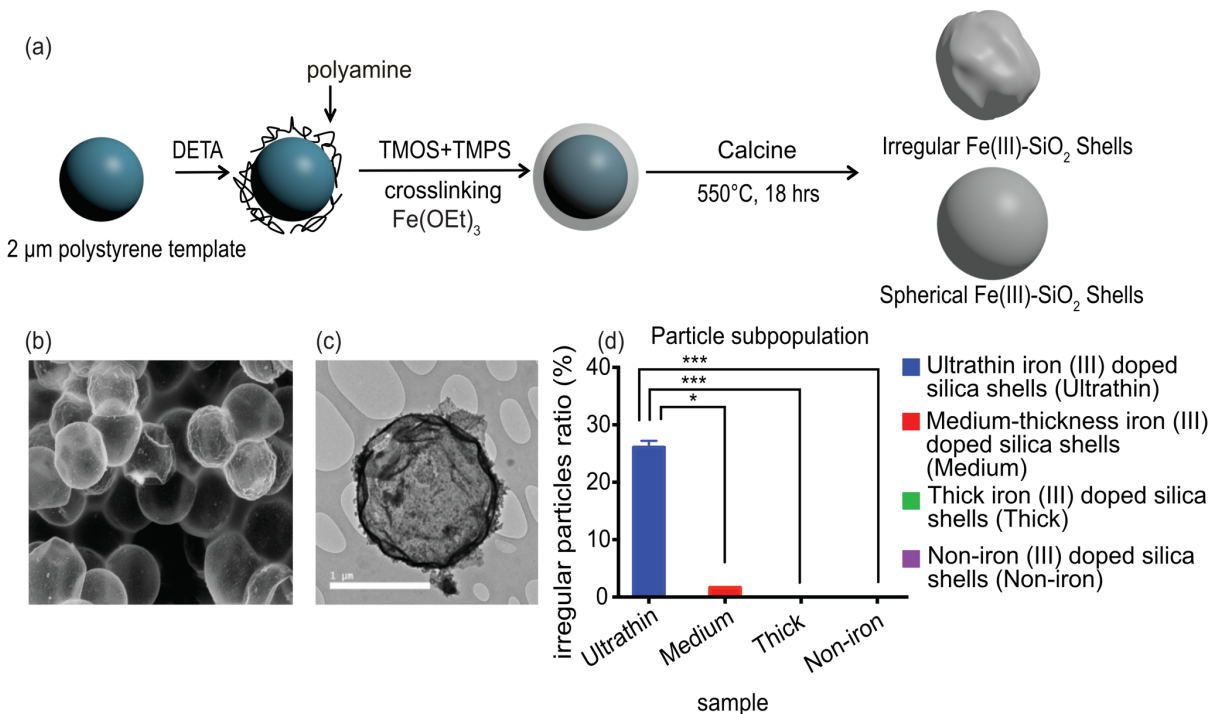 (a)
polyamine
DETA
TMOS+TMPS
crosslinking
Fe(OEt)3
Calcine
550°C, 18 hrs
2 µm polystyrene template
Irregular Fe(III)-SiO2 Shells
Spherical Fe(III)-SiO2 Shells
(b)
(c)
1 µm
(d)
Particle subpopulation
irregular particles ratio (%)
40
30
20
10
0
***
***
*
Ultrathin
Medium
Thick
Non-iron
sample
Ultrathin iron (III) doped
silica shells (Ultrathin)
Medium-thickness iron (III)
doped silica shells
(Medium)
Thick iron (III) doped silica
shells (Thick)
Non-iron (III) doped silica
shells (Non-iron)